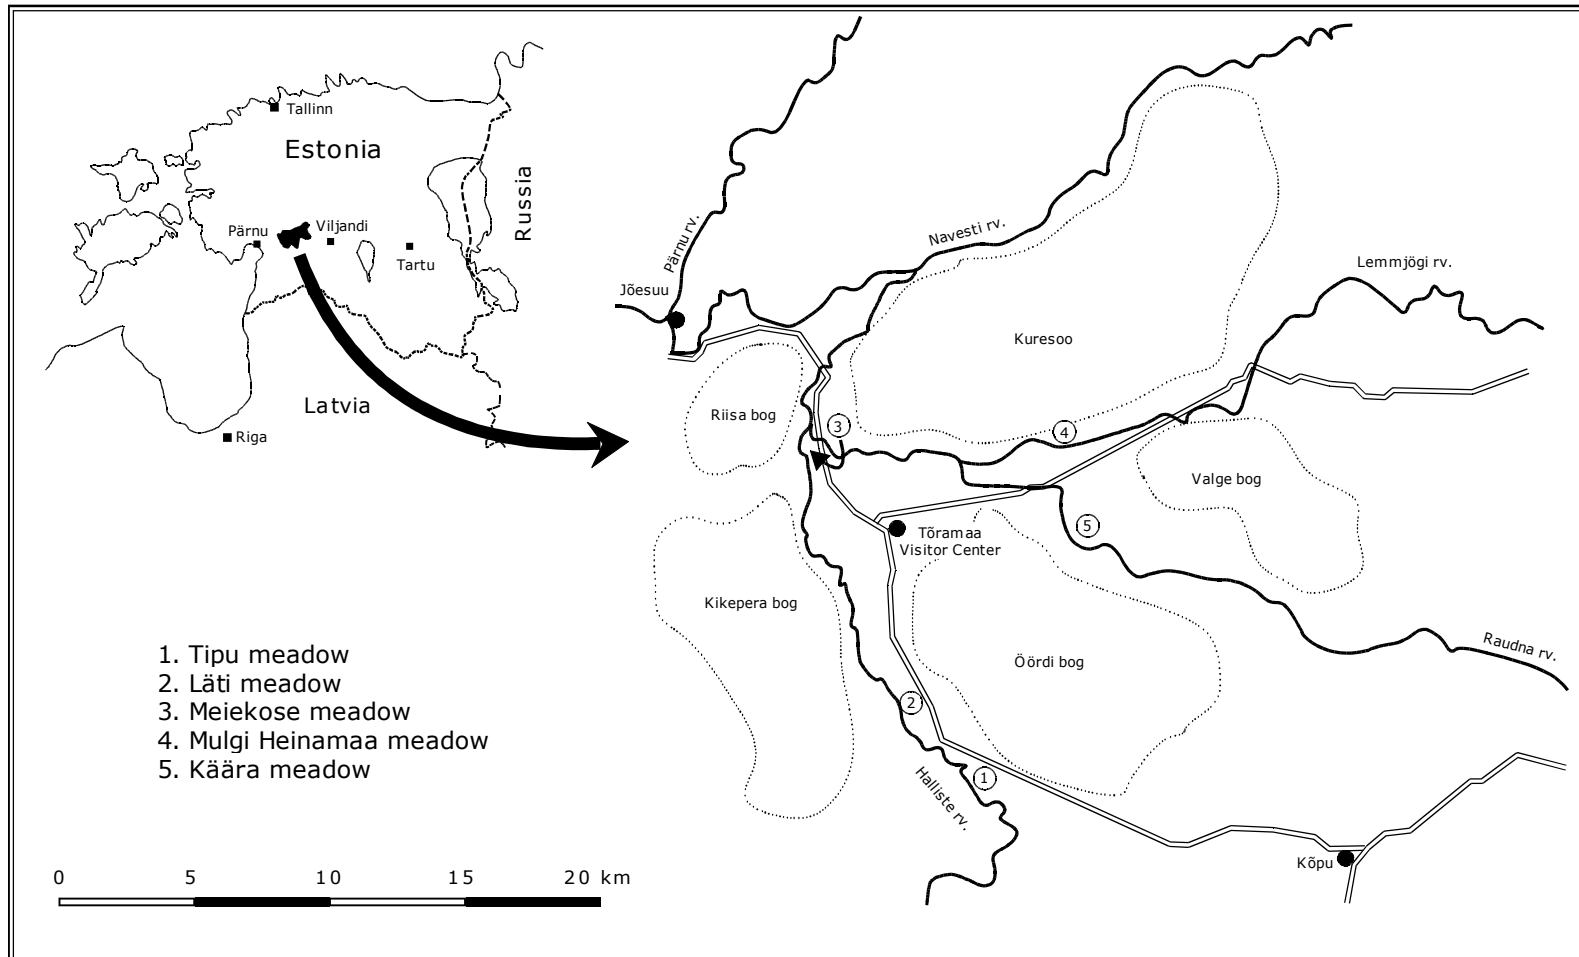 Tallinn
Estonia
Russia
Pärnu
Viljandi
Tartu
Latvia
Riga
Pärnu rv.
Navesti rv.
Lemmjögi rv.
Jõesuu
Kuresoo
Riisa bog
3
4
Valge bog
5
Tõramaa
Visitor Center
Kikepera bog
Öördi bog
Raudna rv.
2
1
Halliste rv.
Kõpu
1. Tipu meadow
2. Läti meadow
3. Meiekose meadow
4. Mulgi Heinamaa meadow
5. Käära meadow
0 5 10 15 20 km